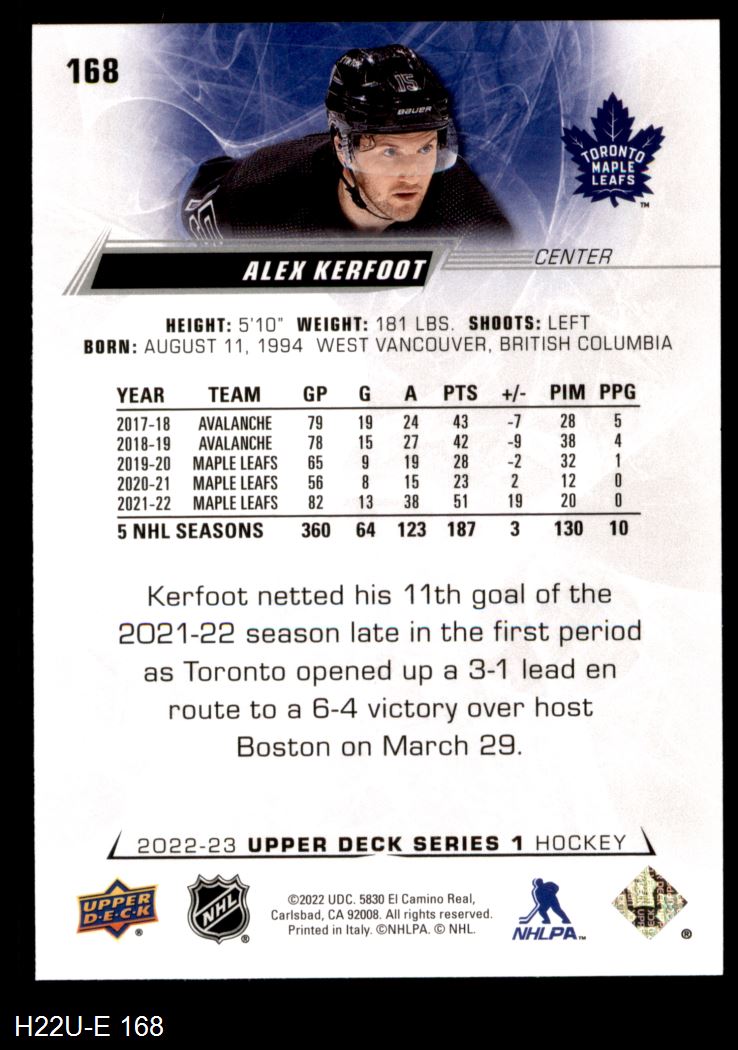 168
15
BAUER
TORONTO
MAPLE
LEAFS
™
ALEX KERFOOT
CENTER
HEIGHT: 5'10" WEIGHT: 181 LBS. SHOOTS: LEFT
BORN: AUGUST 11, 1994 WEST VANCOUVER, BRITISH COLUMBIA
YEAR TEAM GP G A PTS +/- PIM PPG
2017-18 AVALANCHE 79 19 24 43 -7 28 5
2018-19 AVALANCHE 78 15 27 42 -9 38 4
2019-20 MAPLE LEAFS 65 9 19 28 -2 32 1
2020-21 MAPLE LEAFS 56 8 15 23 2 12 0
2021-22 MAPLE LEAFS 82 13 38 51 19 20 0
5 NHL SEASONS 360 64 123 187 3 130 10
Kerfoot netted his 11th goal of the
2021-22 season late in the first period
as Toronto opened up a 3-1 lead en
route to a 6-4 victory over host
Boston on March 29.
2022-23 UPPER DECK SERIES 1 HOCKEY
UPPER
D·E·C·K
®
NHL
®
©2022 UDC. 5830 El Camino Real,
Carlsbad, CA 92008. All rights reserved.
Printed in Italy. ©NHLPA. © NHL.
NHLPA™
®
H22U-E 168